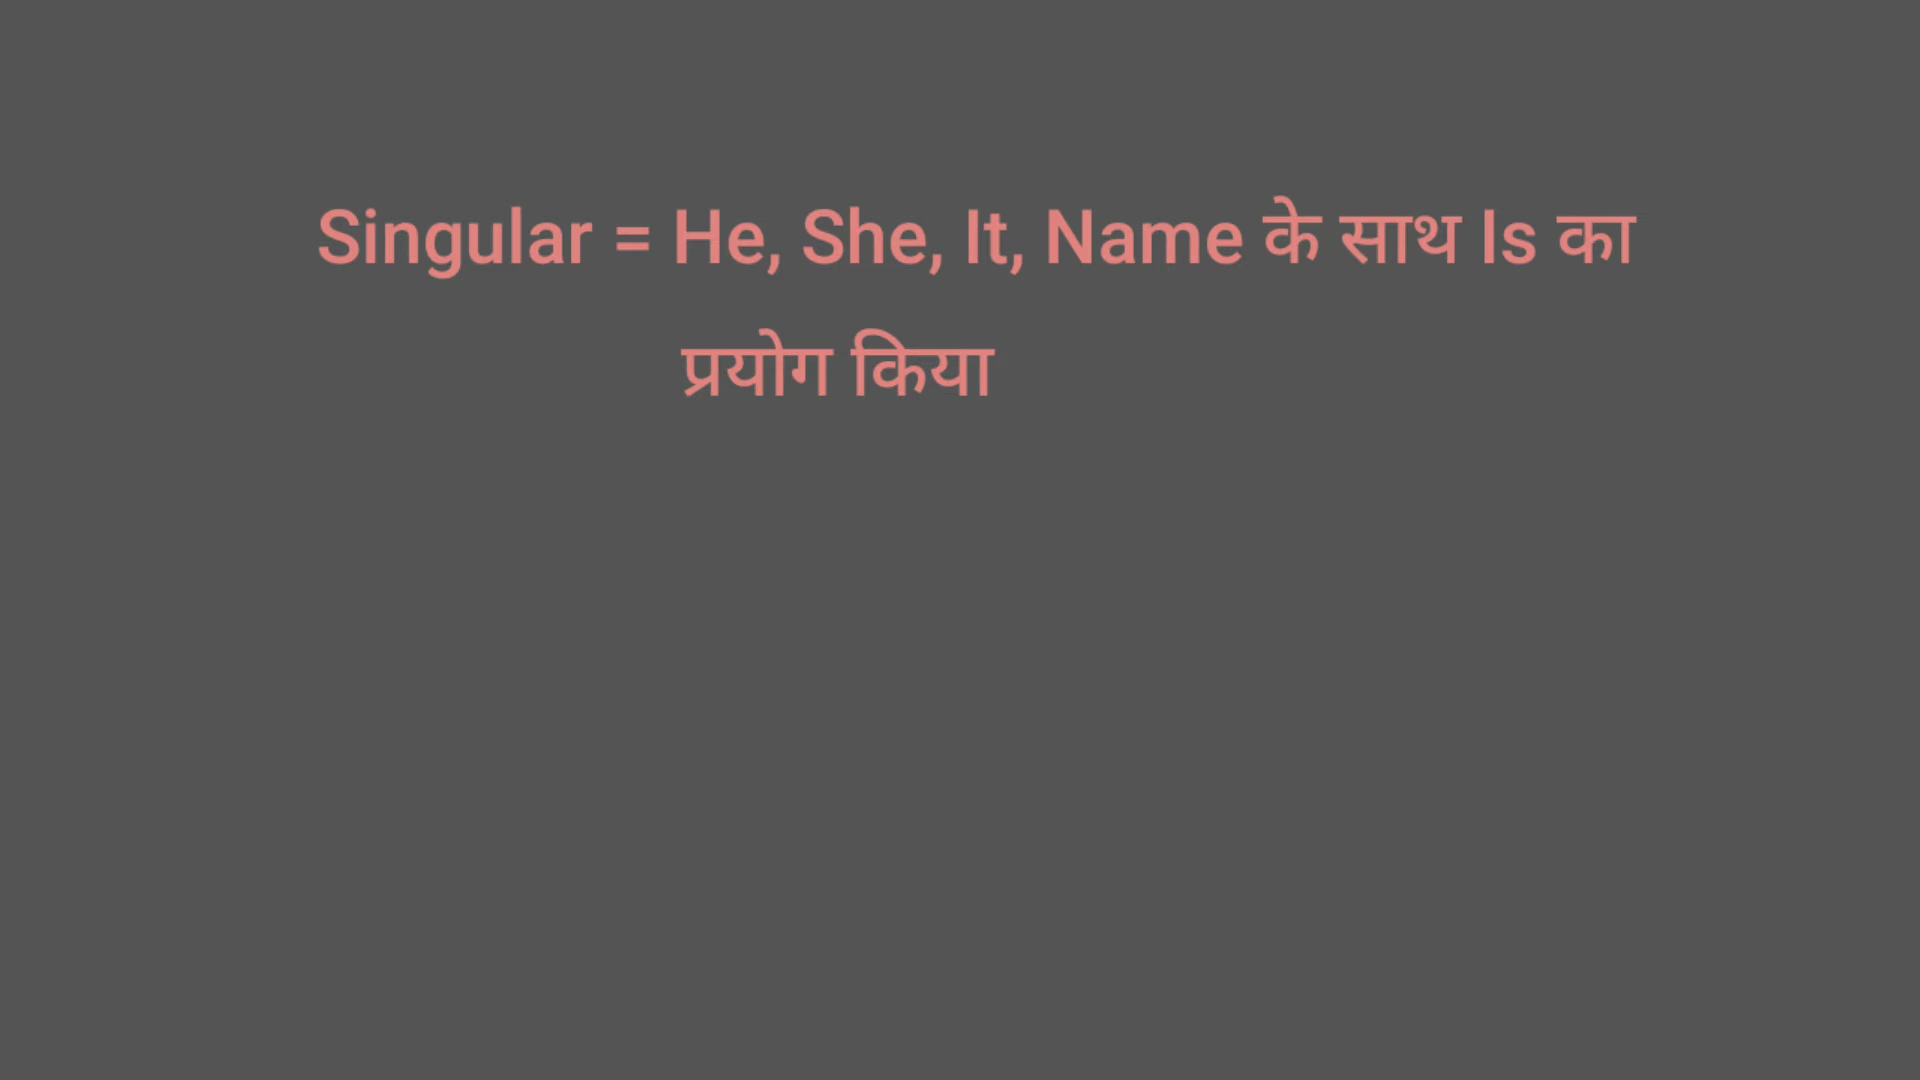 Singular = He, She, It, Name के साथ Is का
प्रयोग किया